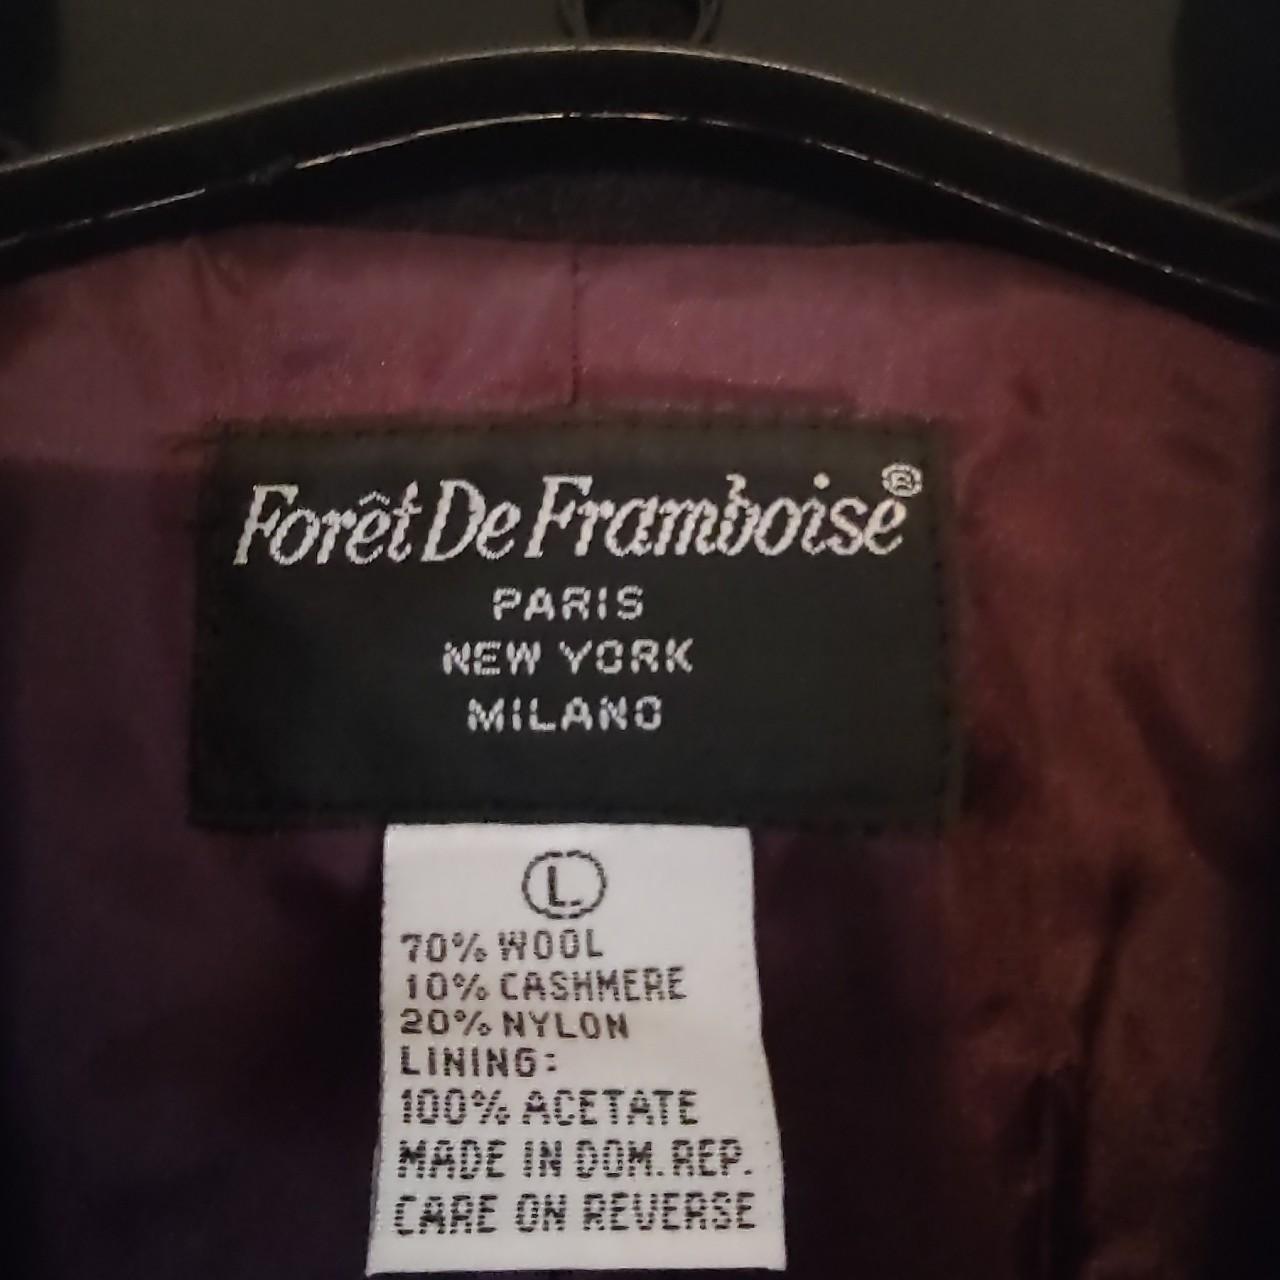 Forêt De Framboise®
PARIS
NEW YORK
MILANO
L
70% WOOL
10% CASHMERE
20% NYLON
LINING:
100% ACETATE
MADE IN DOM. REP.
CARE ON REVERSE